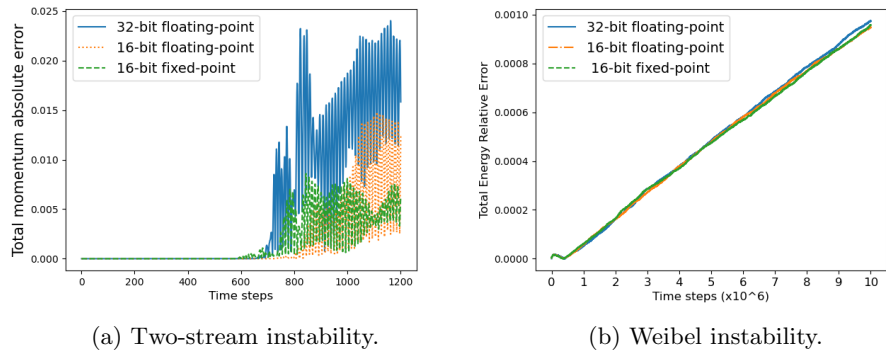 Total momentum absolute error
0.025
0.020
0.015
0.010
0.005
0.000
32-bit floating-point
16-bit floating-point
16-bit fixed-point
0 200 400 600 800 1000 1200
Time steps
(a) Two-stream instability.
Total Energy Relative Error
0.0010
0.0008
0.0006
0.0004
0.0002
0.0000
32-bit floating-point
16-bit floating-point
16-bit fixed-point
0 1 2 3 4 5 6 7 8 9 10
Time steps (x10^6)
(b) Weibel instability.